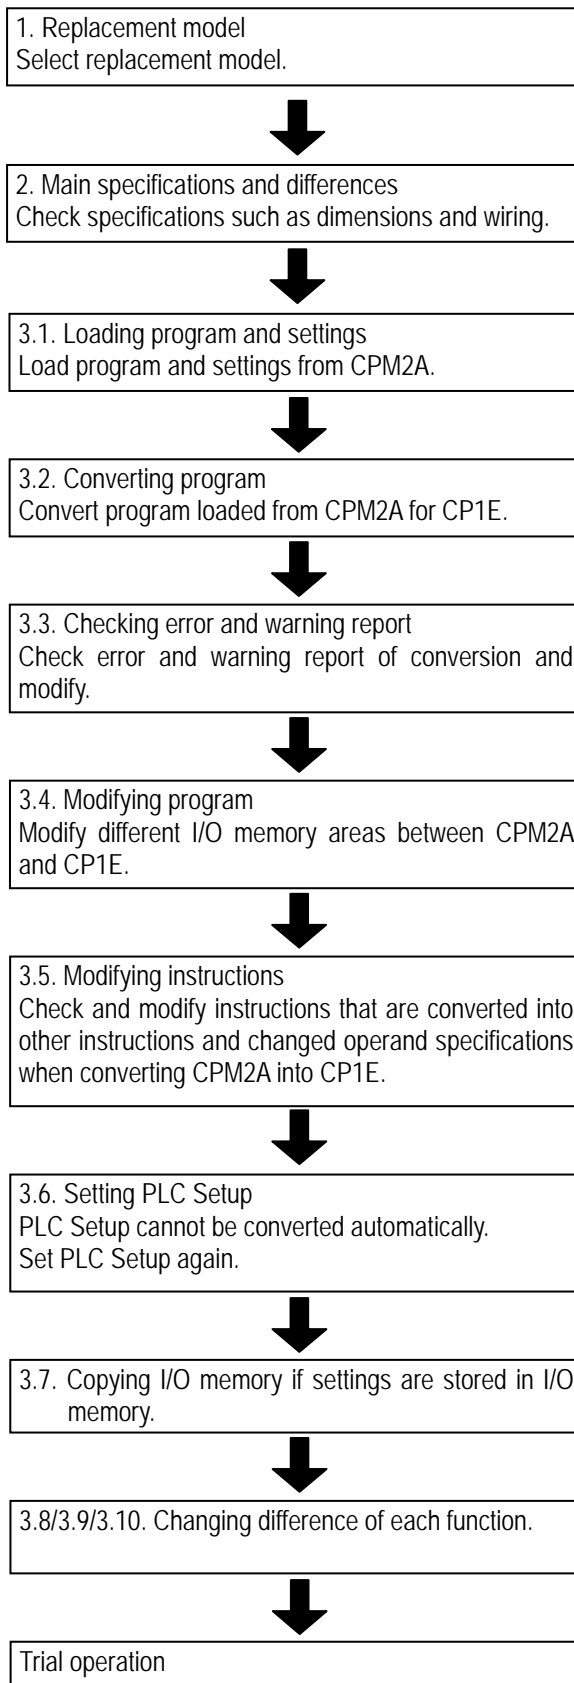 1. Replacement model
Select replacement model.
2. Main specifications and differences
Check specifications such as dimensions and wiring.
3.1. Loading program and settings
Load program and settings from CPM2A.
3.2. Converting program
Convert program loaded from CPM2A for CP1E.
3.3. Checking error and warning report
Check error and warning report of conversion and
modify.
3.4. Modifying program
Modify different I/O memory areas between CPM2A
and CP1E.
3.5. Modifying instructions
Check and modify instructions that are converted into
other instructions and changed operand specifications
when converting CPM2A into CP1E.
3.6. Setting PLC Setup
PLC Setup cannot be converted automatically.
Set PLC Setup again.
3.7. Copying I/O memory if settings are stored in I/O
memory.
3.8/3.9/3.10. Changing difference of each function.
Trial operation